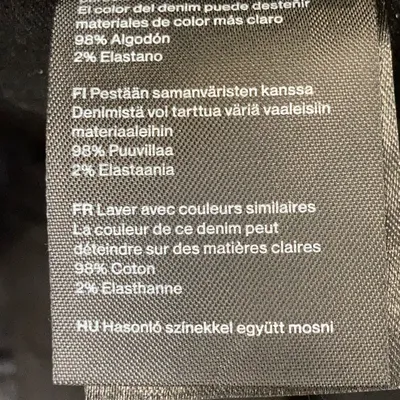 El color del denim puede desteñir
materiales de color más claro
98% Algodón
2% Elastano
FI Pestään samanväristen kanssa
Denimistä voi tarttua väriä vaaleisiin
materiaaleihin
98% Puuvillaa
2% Elastaania
FR Laver avec couleurs similaires
La couleur de ce denim peut
déteindre sur des matières claires
98% Coton
2% Elasthanne
HU Hasonló színekkel együtt mosni